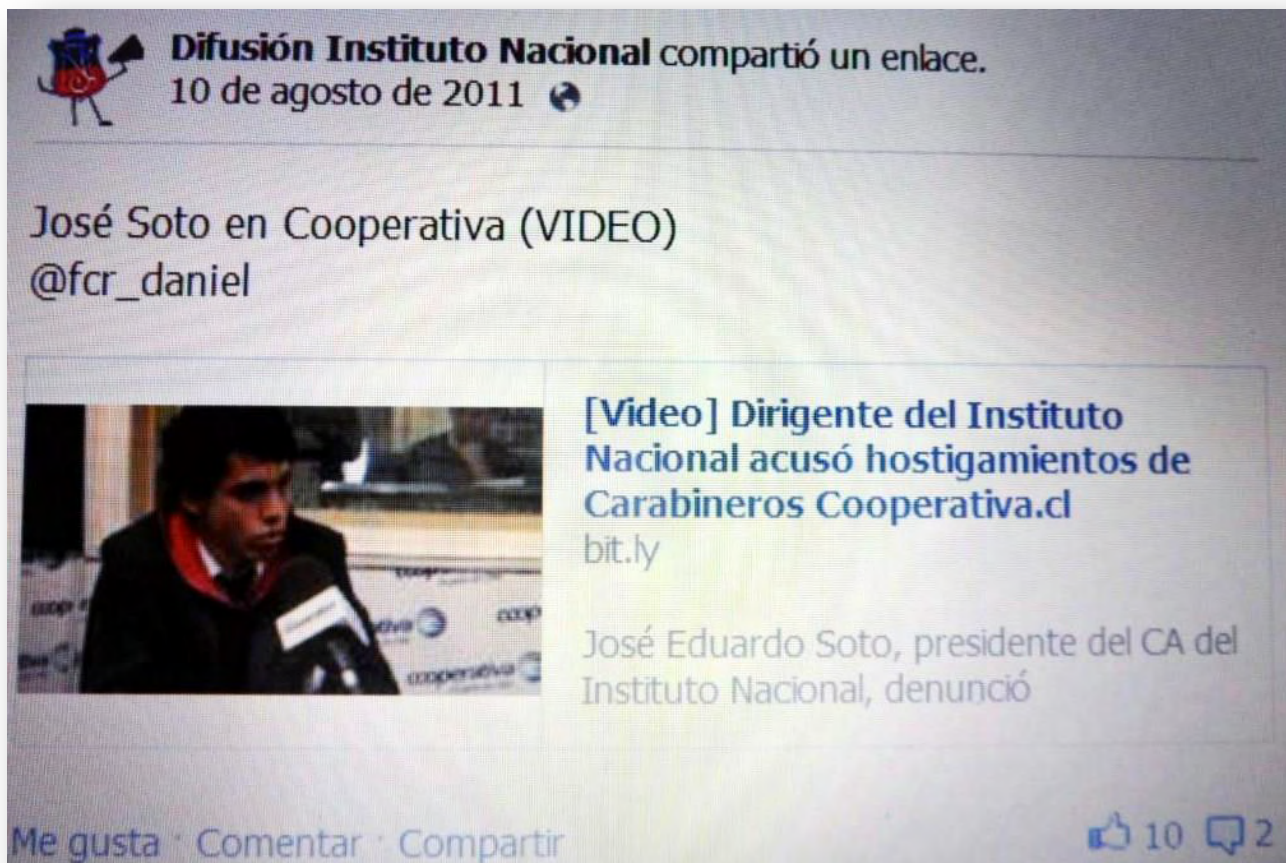 Difusión Instituto Nacional compartió un enlace.
10 de agosto de 2011
José Soto en Cooperativa (VIDEO)
@fcr_daniel
[Video] Dirigente del Instituto
Nacional acusó hostigamientos de
Carabineros Cooperativa.cl
bit.ly
José Eduardo Soto, presidente del CA del
Instituto Nacional, denunció
cooperativa
Me gusta · Comentar · Compartir
10 2